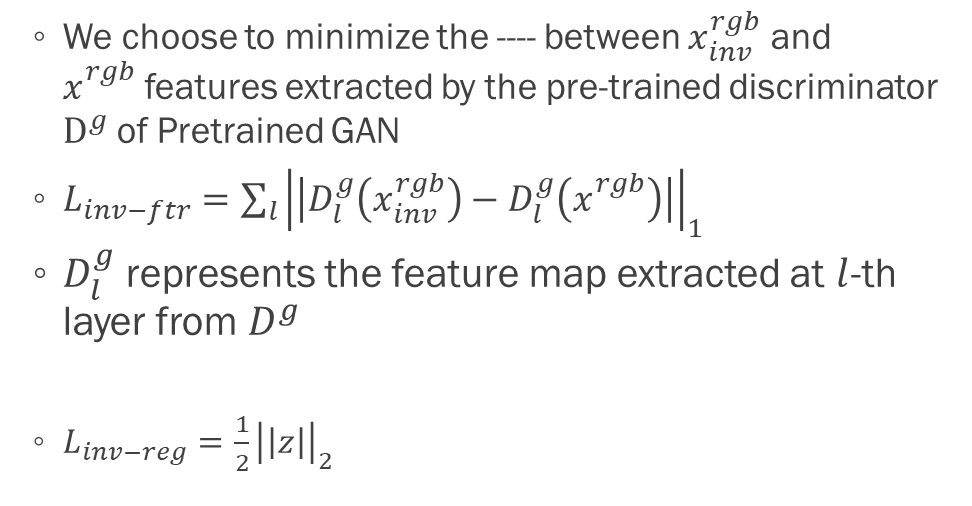 ◦ We choose to minimize the ---- between $x_{inv}^{rgb}$ and
$x^{rgb}$ features extracted by the pre-trained discriminator
$D^g$ of Pretrained GAN
◦ $L_{inv-ftr} = \sum_l \left|\left|D_l^g(x_{inv}^{rgb}) - D_l^g(x^{rgb})\right|\right|_1$
◦ $D_l^g$ represents the feature map extracted at $l$-th
layer from $D^g$
◦ $L_{inv-reg} = \frac{1}{2}\left|\left|z\right|\right|_2$